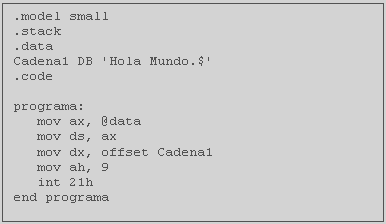 .model small
.stack
.data
Cadena1 DB 'Hola Mundo.$'
.code
programa:
mov ax, @data
mov ds, ax
mov dx, offset Cadena1
mov ah, 9
int 21h
end programa